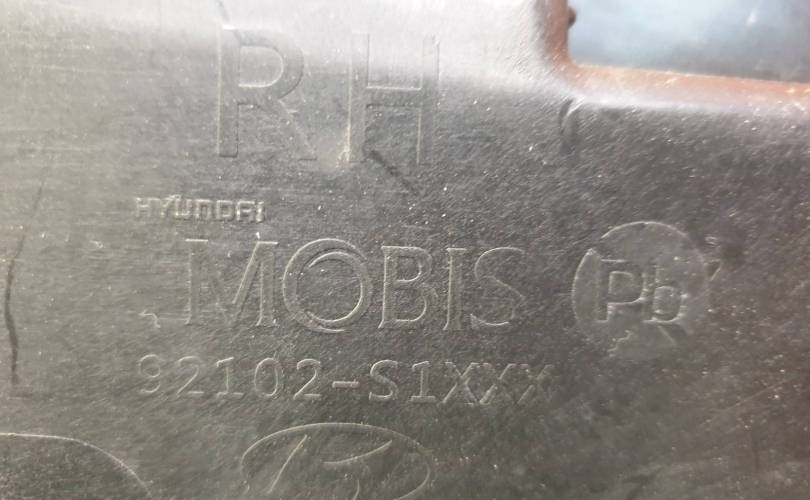 RH
HYUNDAI
MOBIS Pb
92102-S1XXX